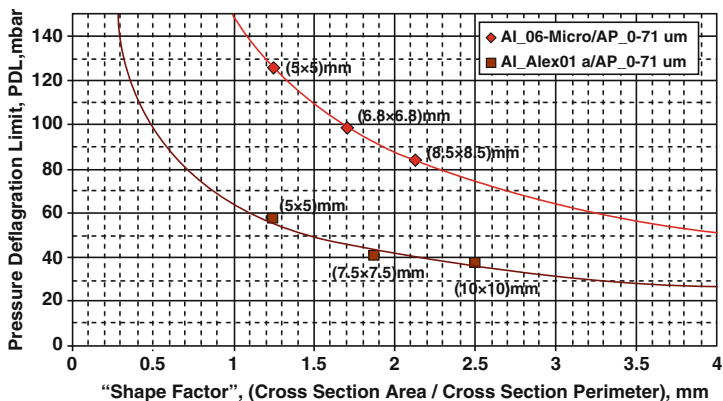 Pressure Deflagration Limit, PDL,mbar
140
120
100
80
60
40
20
0
Al_06-Micro/AP_0-71 um
Al_Alex01 a/AP_0-71 um
(5×5)mm
(6.8×6.8)mm
(8.5×8.5)mm
(5×5)mm
(7.5×7.5)mm
(10×10)mm
0 0.5 1 1.5 2 2.5 3 3.5 4
“Shape Factor”, (Cross Section Area / Cross Section Perimeter), mm